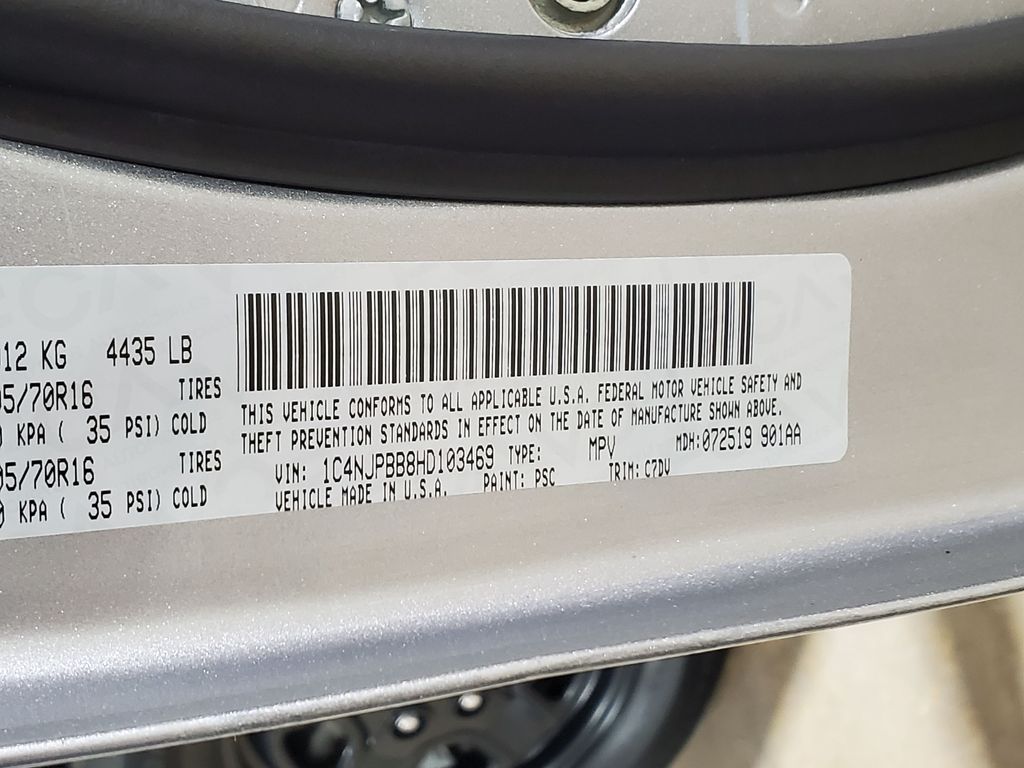 12 KG 4435 LB
5/70R16 TIRES
KPA ( 35 PSI) COLD
5/70R16 TIRES
KPA ( 35 PSI) COLD
THIS VEHICLE CONFORMS TO ALL APPLICABLE U.S.A. FEDERAL MOTOR VEHICLE SAFETY AND
THEFT PREVENTION STANDARDS IN EFFECT ON THE DATE OF MANUFACTURE SHOWN ABOVE.
VIN: 1C4NJPBB8HD103469 TYPE: MPV MDH:072519 901AA
VEHICLE MADE IN U.S.A. PAINT: PSC TRIM: C7DV